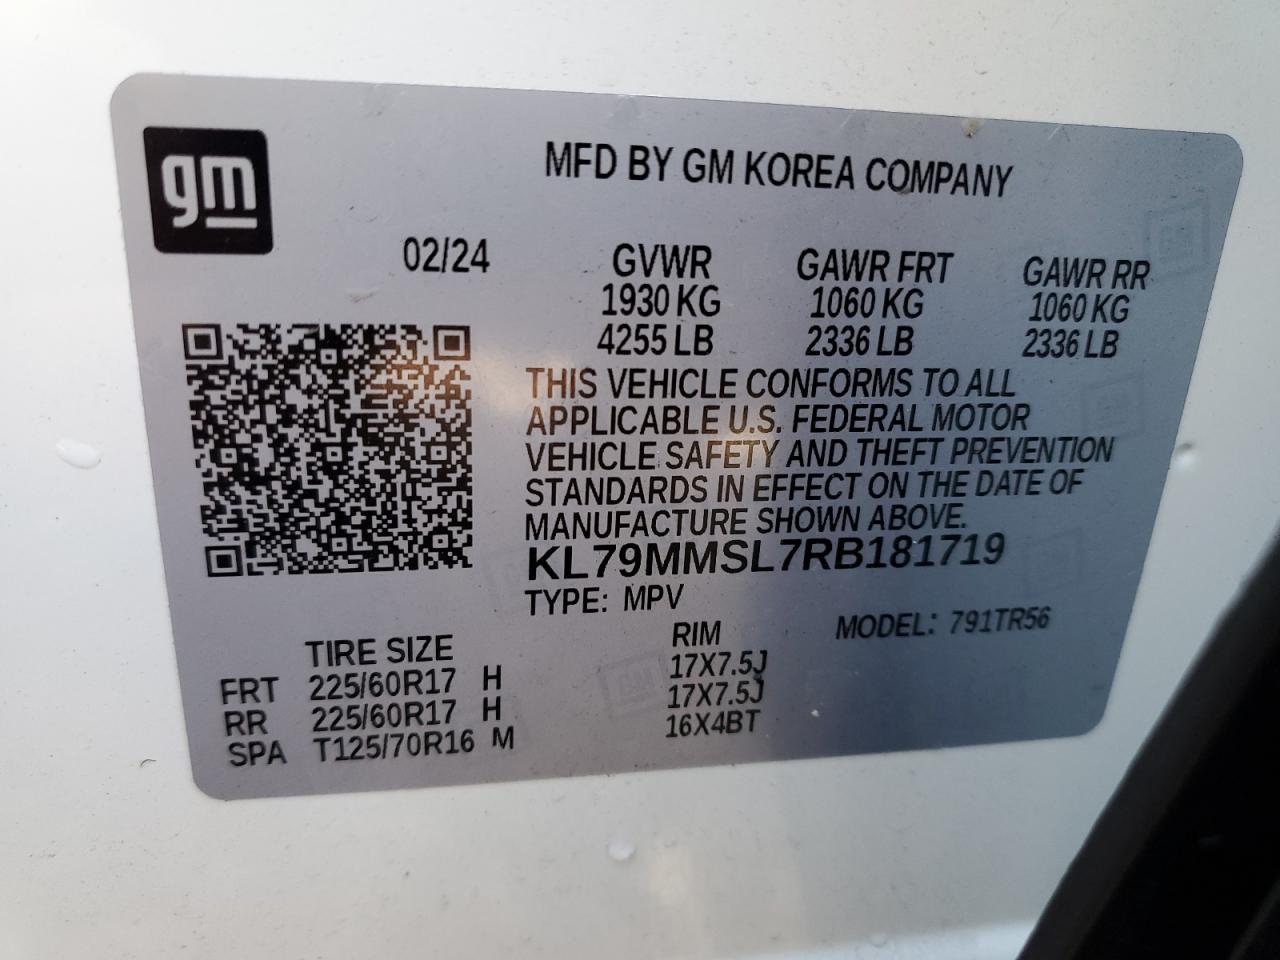 gm
MFD BY GM KOREA COMPANY
02/24 GVWR GAWR FRT GAWR RR
1930 KG 1060 KG 1060 KG
4255 LB 2336 LB 2336 LB
THIS VEHICLE CONFORMS TO ALL
APPLICABLE U.S. FEDERAL MOTOR
VEHICLE SAFETY AND THEFT PREVENTION
STANDARDS IN EFFECT ON THE DATE OF
MANUFACTURE SHOWN ABOVE.
KL79MMSL7RB181719
TYPE: MPV MODEL: 791TR56
TIRE SIZE RIM
FRT 225/60R17 H 17X7.5J
RR 225/60R17 H 17X7.5J
SPA T125/70R16 M 16X4BT